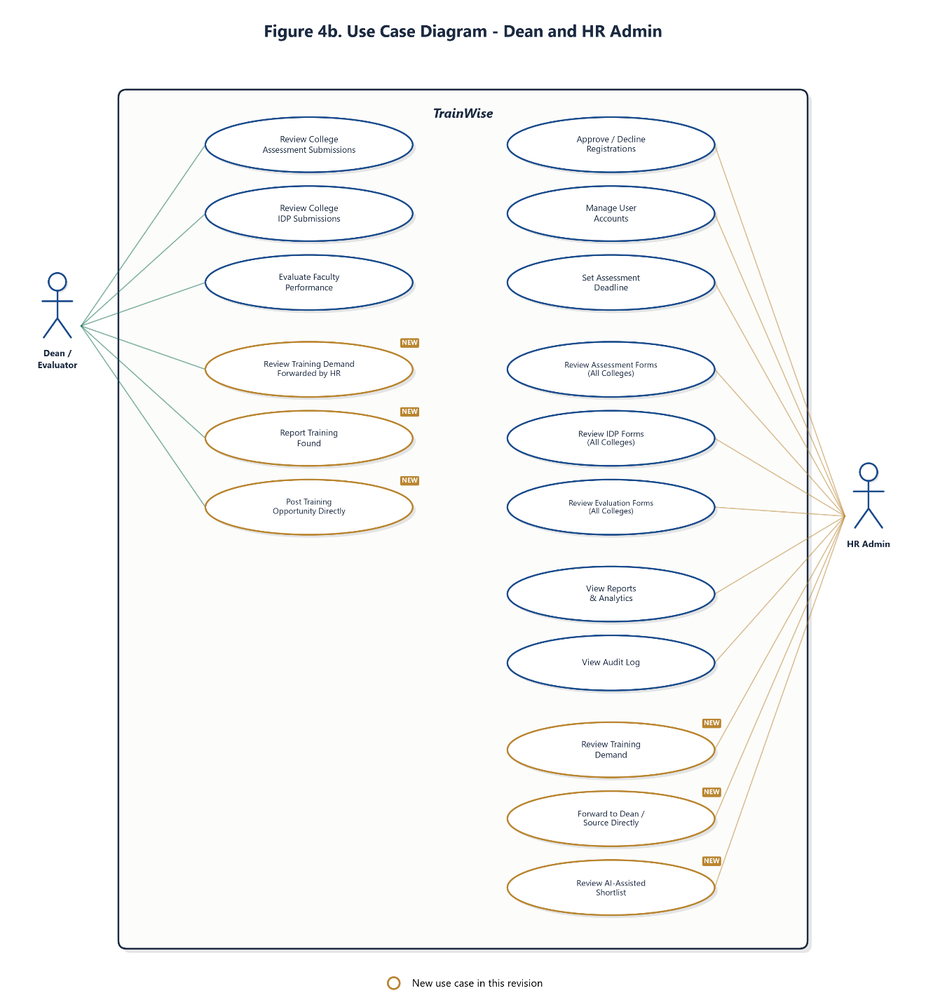 Figure 4b. Use Case Diagram - Dean and HR Admin
TrainWise
Review College
Assessment Submissions
Review College
IDP Submissions
Evaluate Faculty
Performance
NEW
Review Training Demand
Forwarded by HR
NEW
Report Training
Found
NEW
Post Training
Opportunity Directly
Dean /
Evaluator
Approve / Decline
Registrations
Manage User
Accounts
Set Assessment
Deadline
Review Assessment Forms
(All Colleges)
Review IDP Forms
(All Colleges)
Review Evaluation Forms
(All Colleges)
View Reports
& Analytics
View Audit Log
NEW
Review Training
Demand
NEW
Forward to Dean /
Source Directly
NEW
Review AI-Assisted
Shortlist
HR Admin
New use case in this revision